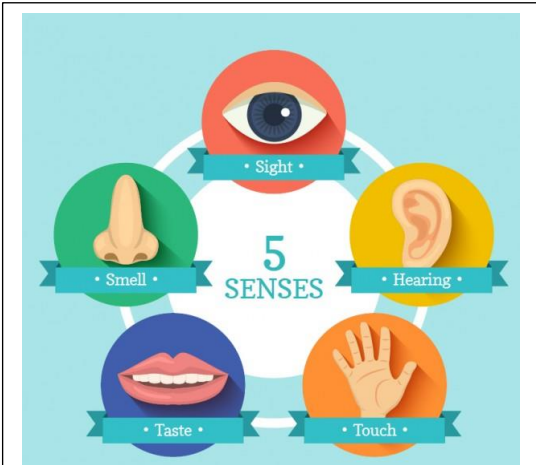 • Sight •
• Smell •
5
SENSES
• Hearing •
• Taste •
• Touch •